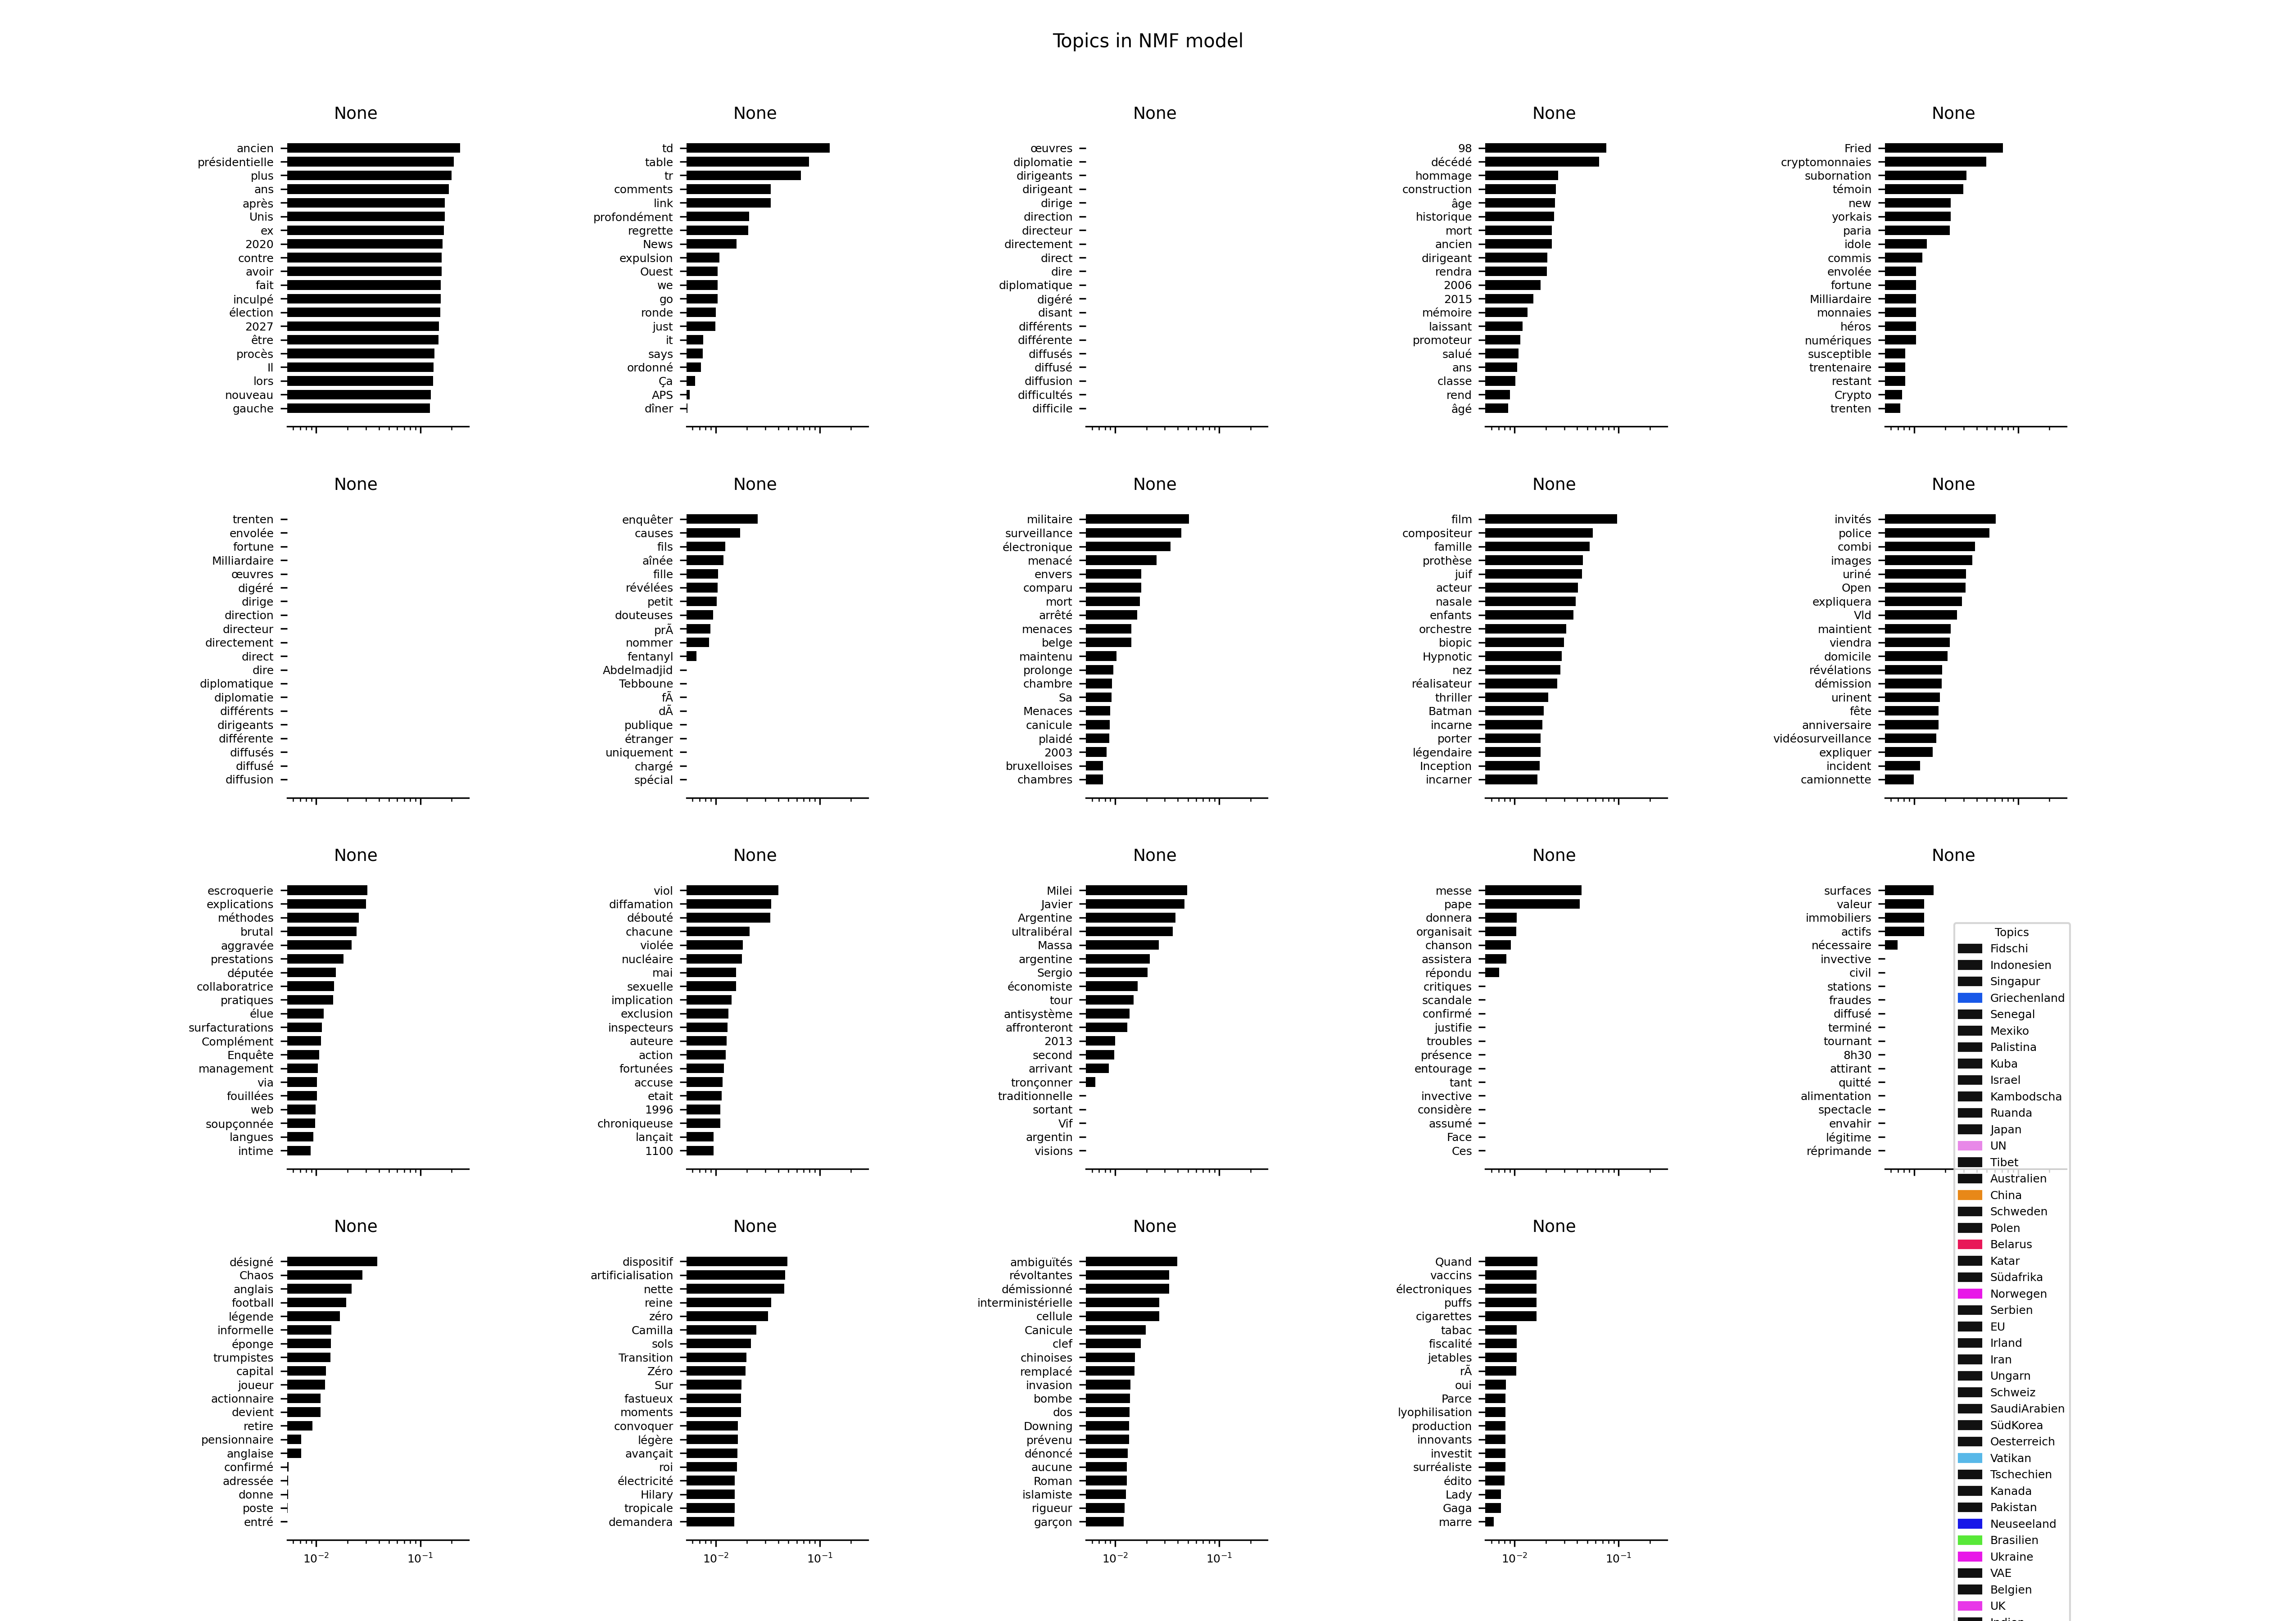 Topics in NMF model
None
ancien
présidentielle
plus
ans
après
Unis
ex
2020
contre
avoir
fait
inculpé
élection
2027
être
procès
Il
lors
nouveau
gauche
None
td
table
tr
comments
link
profondément
regrette
News
expulsion
Ouest
we
go
ronde
just
it
says
ordonné
Ça
APS
dîner
None
œuvres
diplomatie
dirigeants
dirigeant
dirige
direction
directeur
directement
direct
dire
diplomatique
digéré
disant
différents
différente
diffusés
diffusé
diffusion
difficultés
difficile
None
98
décédé
hommage
construction
âge
historique
mort
ancien
dirigeant
rendra
2006
2015
mémoire
laissant
promoteur
salué
ans
classe
rend
âgé
None
Fried
cryptomonnaies
subornation
témoin
new
yorkais
paria
idole
commis
envolée
fortune
Milliardaire
monnaies
héros
numériques
susceptible
trentenaire
restant
Crypto
trenten
None
trenten
envolée
fortune
Milliardaire
œuvres
digéré
dirige
direction
directeur
directement
direct
dire
diplomatique
diplomatie
différents
dirigeants
différente
diffusés
diffusé
diffusion
None
enquêter
causes
fils
aînée
fille
révélées
petit
douteuses
prÃ
nommer
fentanyl
Abdelmadjid
Tebboune
fÃ
dÃ
publique
étranger
uniquement
chargé
spécial
None
militaire
surveillance
électronique
menacé
envers
comparu
mort
arrêté
menaces
belge
maintenu
prolonge
chambre
Sa
Menaces
canicule
plaidé
2003
bruxelloises
chambres
None
film
compositeur
famille
prothèse
juif
acteur
nasale
enfants
orchestre
biopic
Hypnotic
nez
réalisateur
thriller
Batman
incarne
porter
légendaire
Inception
incarner
None
invités
police
combi
images
uriné
Open
expliquera
Vld
maintient
viendra
domicile
révélations
démission
urinent
fête
anniversaire
vidéosurveillance
expliquer
incident
camionnette
None
escroquerie
explications
méthodes
brutal
aggravée
prestations
députée
collaboratrice
pratiques
élue
surfacturations
Complément
Enquête
management
via
fouillées
web
soupçonnée
langues
intime
None
viol
diffamation
débouté
chacune
violée
nucléaire
mai
sexuelle
implication
exclusion
inspecteurs
auteure
action
fortunées
accuse
etait
1996
chroniqueuse
lançait
1100
None
Milei
Javier
Argentine
ultralibéral
Massa
argentine
Sergio
économiste
tour
antisystème
affronteront
2013
second
arrivant
tronçonner
traditionnelle
sortant
Vif
argentin
visions
None
messe
pape
donnera
organisait
chanson
assistera
répondu
critiques
scandale
confirmé
justifie
troubles
présence
entourage
tant
invective
considère
assumé
Face
Ces
None
surfaces
valeur
immobiliers
actifs
nécessaire
invective
civil
stations
fraudes
diffusé
terminé
tournant
8h30
attirant
quitté
alimentation
spectacle
envahir
légitime
réprimande
None
désigné
Chaos
anglais
football
légende
informelle
éponge
trumpistes
capital
joueur
actionnaire
devient
retire
pensionnaire
anglaise
confirmé
adressée
donne
poste
entré
10⁻² 10⁻¹
None
dispositif
artificialisation
nette
reine
zéro
Camilla
sols
Transition
Zéro
Sur
fastueux
moments
convoquer
légère
avançait
roi
électricité
Hilary
tropicale
demandera
10⁻² 10⁻¹
None
ambiguïtés
révoltantes
démissionné
interministérielle
cellule
Canicule
clef
chinoises
remplacé
invasion
bombe
dos
Downing
prévenu
dénoncé
aucune
Roman
islamiste
rigueur
garçon
10⁻² 10⁻¹
None
Quand
vaccins
électroniques
puffs
cigarettes
tabac
fiscalité
jetables
rÃ
oui
Parce
lyophilisation
production
innovants
investit
surréaliste
édito
Lady
Gaga
marre
10⁻² 10⁻¹
Topics
Fidschi
Indonesien
Singapur
Griechenland
Senegal
Mexiko
Palistina
Kuba
Israel
Kambodscha
Ruanda
Japan
UN
Tibet
Australien
China
Schweden
Polen
Belarus
Katar
Südafrika
Norwegen
Serbien
EU
Irland
Iran
Ungarn
Schweiz
SaudiArabien
SüdKorea
Oesterreich
Vatikan
Tschechien
Kanada
Pakistan
Neuseeland
Brasilien
Ukraine
VAE
Belgien
UK